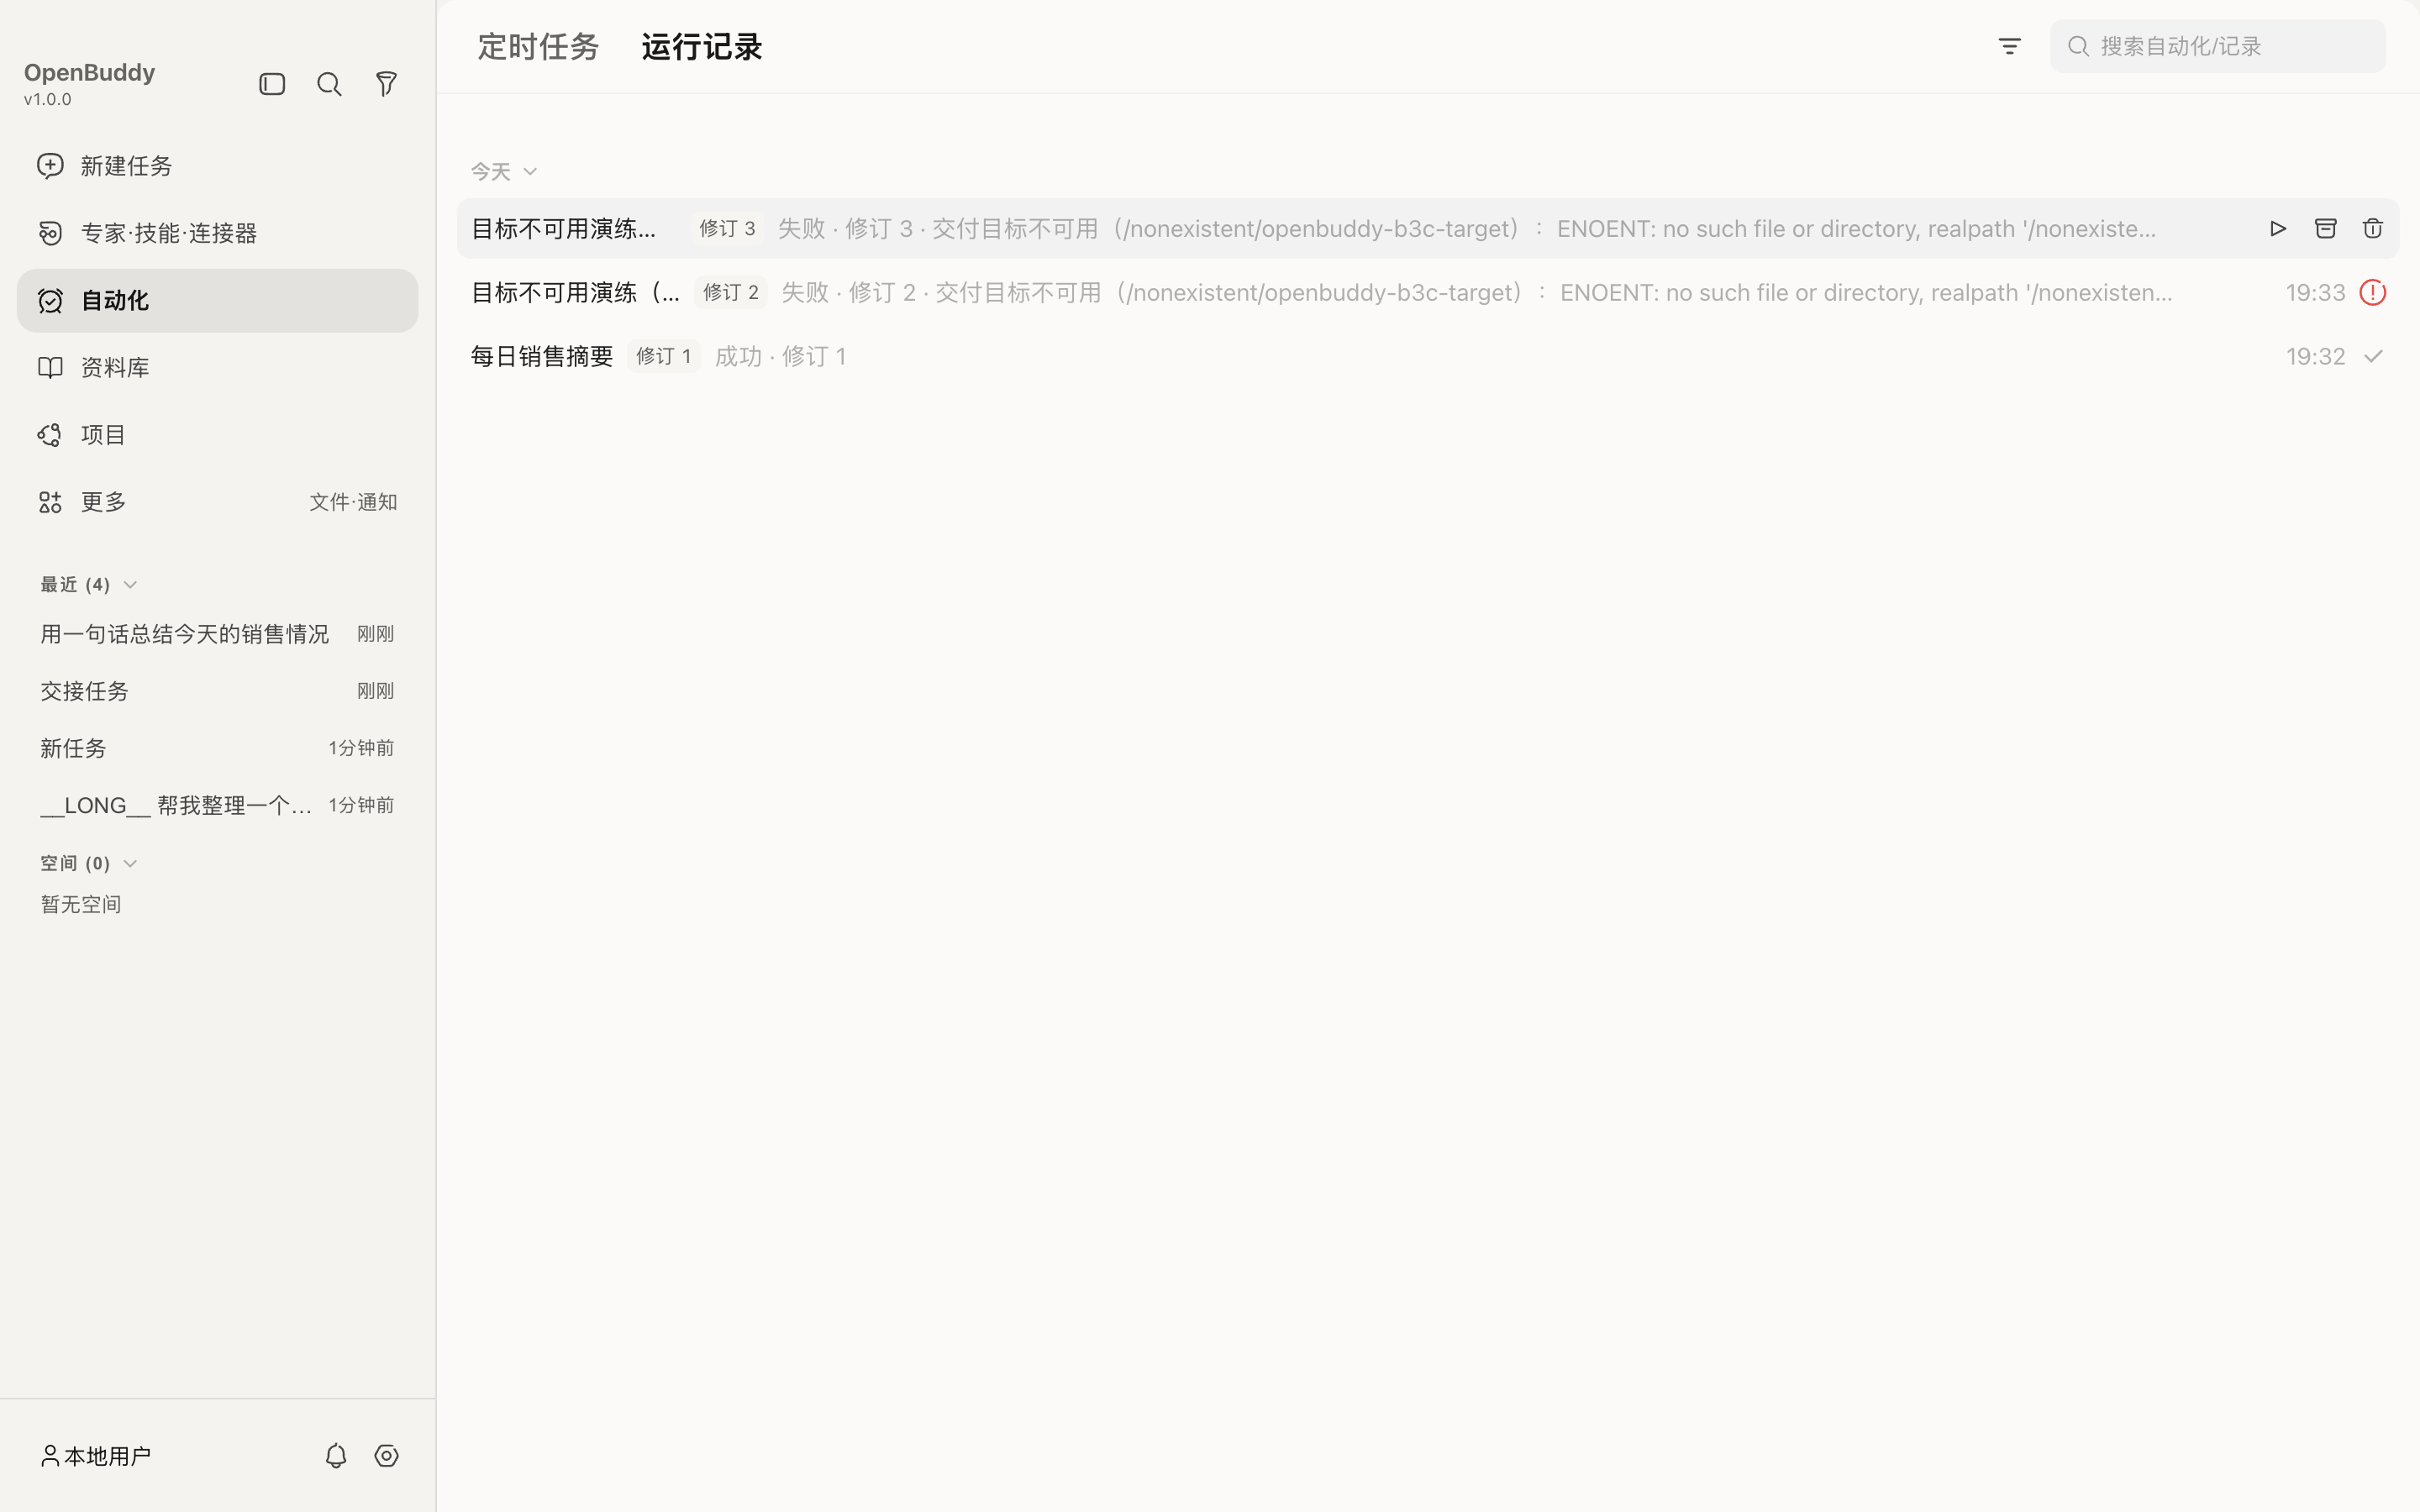 OpenBuddy
v1.0.0
新建任务
专家·技能·连接器
自动化
资料库
项目
更多 文件·通知
最近 (4)
用一句话总结今天的销售情况 刚刚
交接任务 刚刚
新任务 1分钟前
__LONG__ 帮我整理一个... 1分钟前
空间 (0)
暂无空间
本地用户
定时任务 运行记录 搜索自动化/记录
今天
目标不可用演练... 修订 3 失败 · 修订 3 · 交付目标不可用（/nonexistent/openbuddy-b3c-target）：ENOENT: no such file or directory, realpath '/nonexiste...
目标不可用演练（... 修订 2 失败 · 修订 2 · 交付目标不可用（/nonexistent/openbuddy-b3c-target）：ENOENT: no such file or directory, realpath '/nonexisten... 19:33
每日销售摘要 修订 1 成功 · 修订 1 19:32